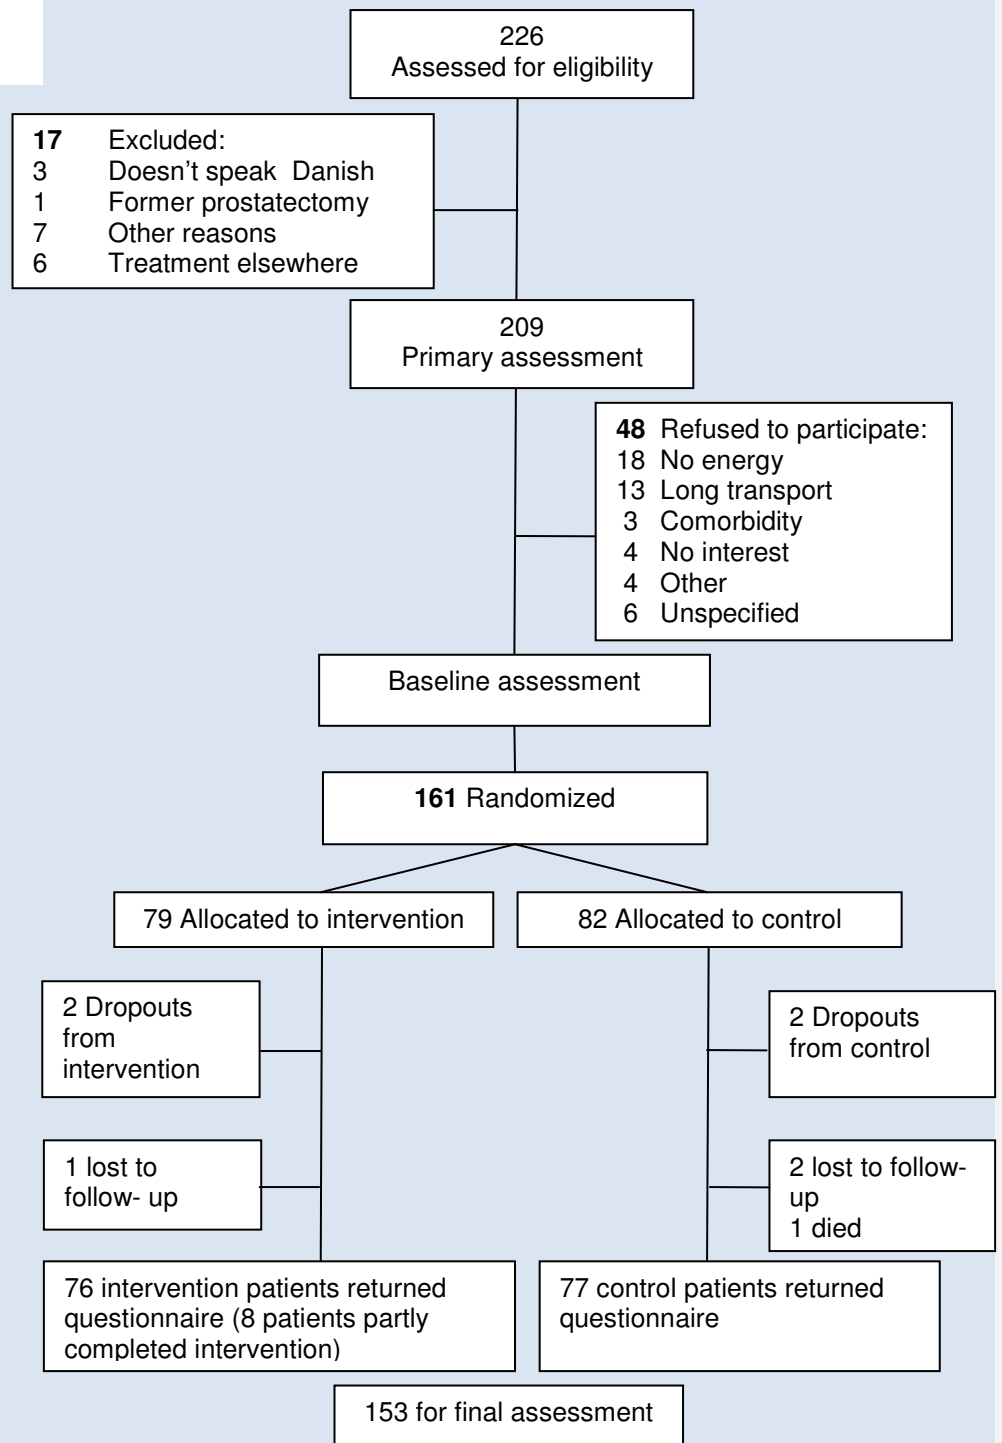 226
Assessed for eligibility
17 Excluded:
3 Doesn't speak Danish
1 Former prostatectomy
7 Other reasons
6 Treatment elsewhere
209
Primary assessment
48 Refused to participate:
18 No energy
13 Long transport
3 Comorbidity
4 No interest
4 Other
6 Unspecified
Baseline assessment
161 Randomized
79 Allocated to intervention
82 Allocated to control
2 Dropouts
from
intervention
2 Dropouts
from control
1 lost to
follow- up
2 lost to follow-
up
1 died
76 intervention patients returned
questionnaire (8 patients partly
completed intervention)
77 control patients returned
questionnaire
153 for final assessment